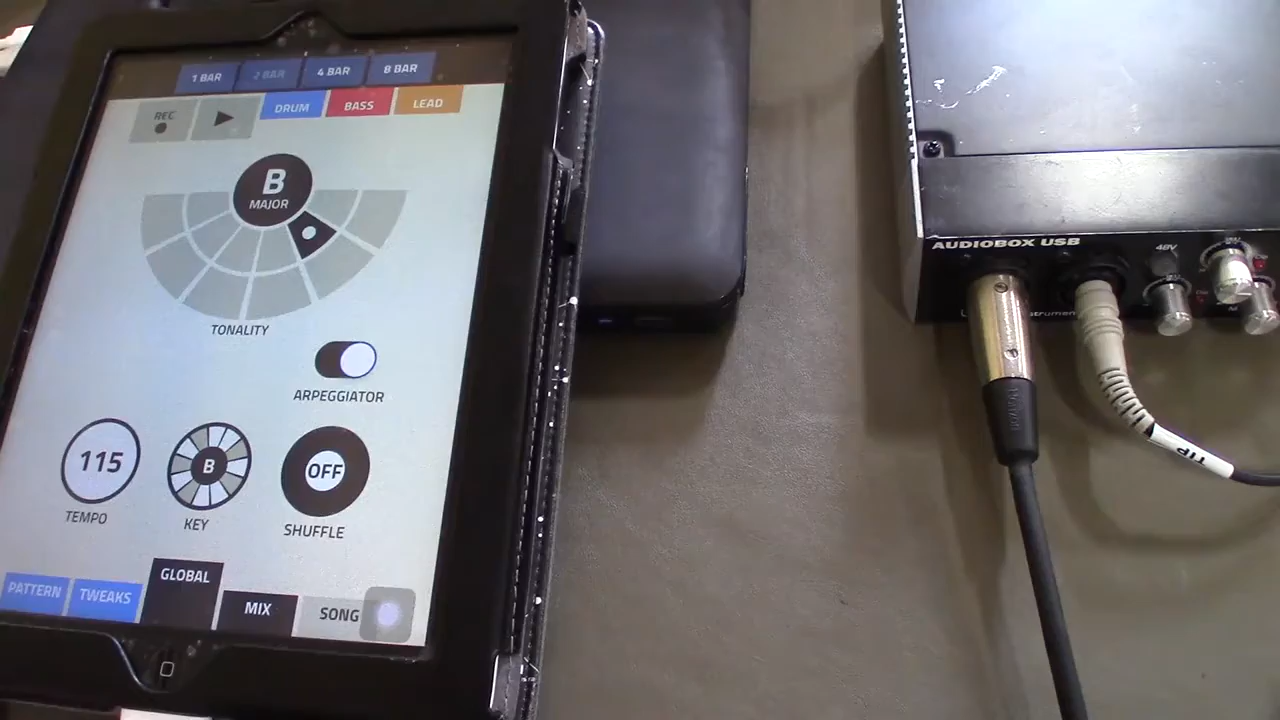 1 BAR
2 BAR
4 BAR
8 BAR
REC
DRUM
BASS
LEAD
B
MAJOR
TONALITY
ARPEGGIATOR
115
B
OFF
TEMPO
KEY
SHUFFLE
PATTERN
TWEAKS
GLOBAL
MIX
SONG
AUDIOBOX USB
48V
TIP